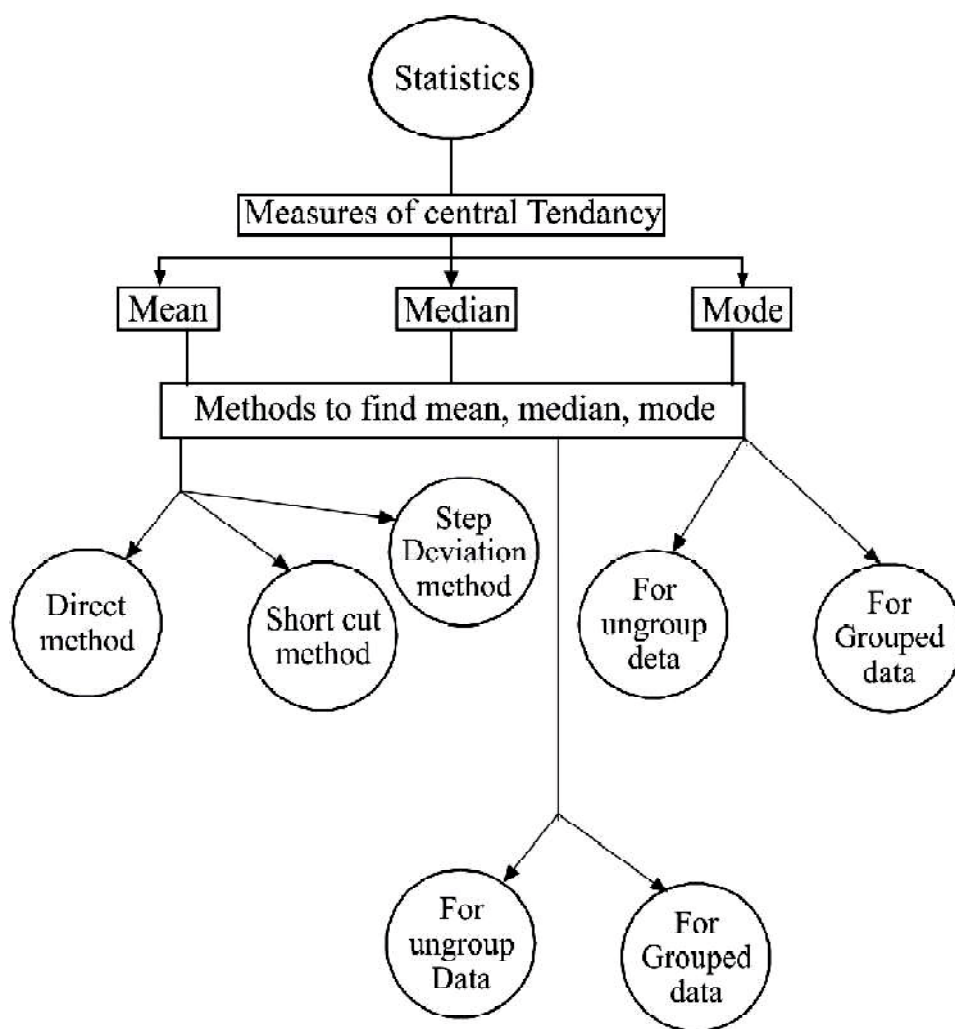 Statistics
Measures of central Tendancy
Mean
Median
Mode
Methods to find mean, median, mode
Direct
method
Short cut
method
Step
Deviation
method
For
ungroup
deta
For
Grouped
data
For
ungroup
Data
For
Grouped
data